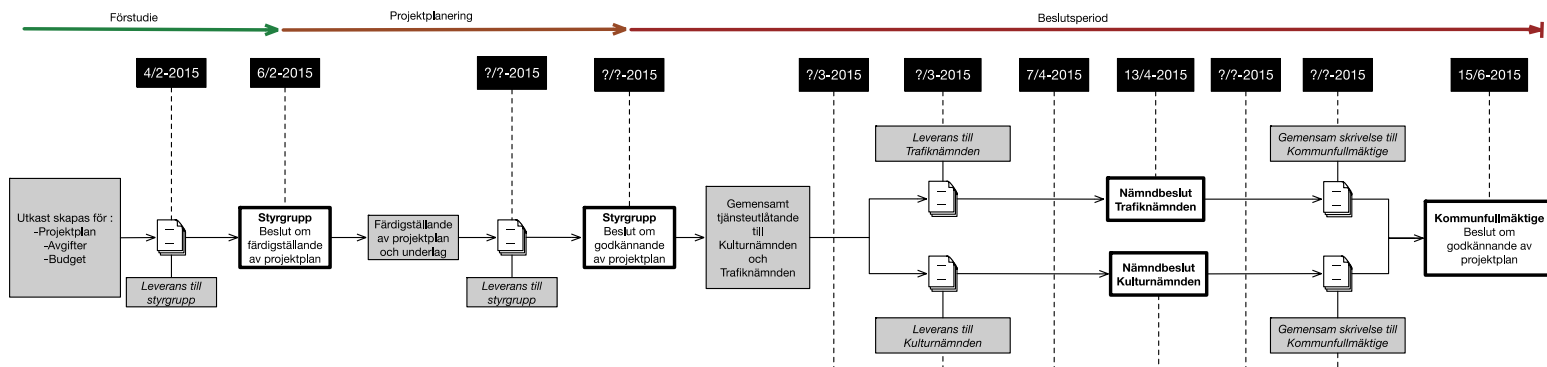 Förstudie
Projektplanering
Beslutsperiod
4/2-2015
6/2-2015
?/?-2015
?/?-2015
?/3-2015
?/3-2015
7/4-2015
13/4-2015
?/?-2015
?/?-2015
15/6-2015
Leverans till
Trafiknämnden
Gemensam skrivelse till
Kommunfullmäktige
Utkast skapas för :
-Projektplan
-Avgifter
-Budget
Styrgrupp
Beslut om
färdigställande
av projektplan
Färdigställande
av projektplan
och underlag
Styrgrupp
Beslut om
godkännande
av projektplan
Gemensamt
tjänsteutlåtande
till
Kulturnämnden
och
Trafiknämnden
Nämndbeslut
Trafiknämnden
Nämndbeslut
Kulturnämnden
Kommunfullmäktige
Beslut om
godkännande av
projektplan
Leverans till
styrgrupp
Leverans till
styrgrupp
Leverans till
Kulturnämnden
Gemensam skrivelse till
Kommunfullmäktige